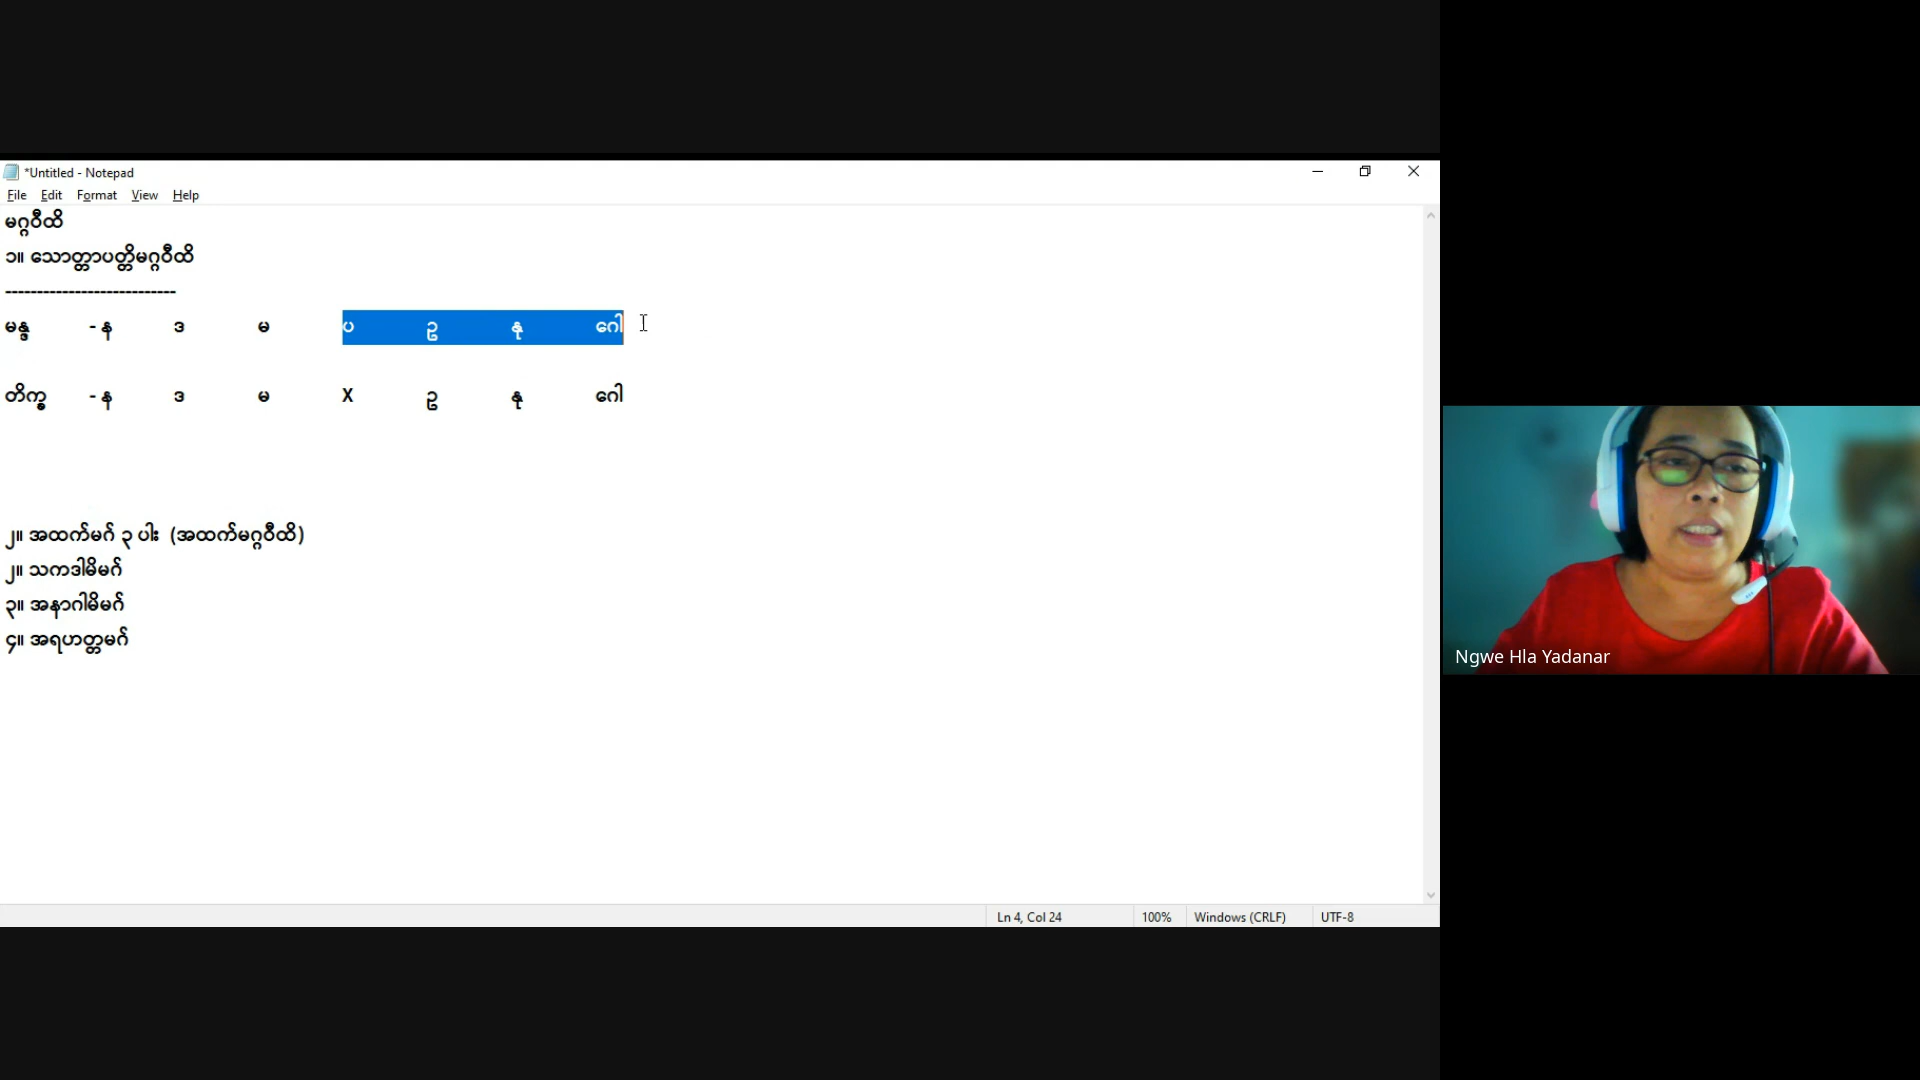 *Untitled - Notepad
File Edit Format View Help
မဂ္ဂဝီထိ
၁။ သောတ္တာပတ္တိမဂ္ဂဝီထိ
---------------------------
မန္ဒ - န ဒ မ ပ ဥ နု ဂေါ
တိက္ခ - န ဒ မ X ဥ နု ဂေါ
၂။ အထက်မဂ် ၃ ပါး (အထက်မဂ္ဂဝီထိ)
၂။ သကဒါမိမဂ်
၃။ အနာဂါမိမဂ်
၄။ အရဟတ္တမဂ်
Ln 4, Col 24 100% Windows (CRLF) UTF-8
Ngwe Hla Yadanar